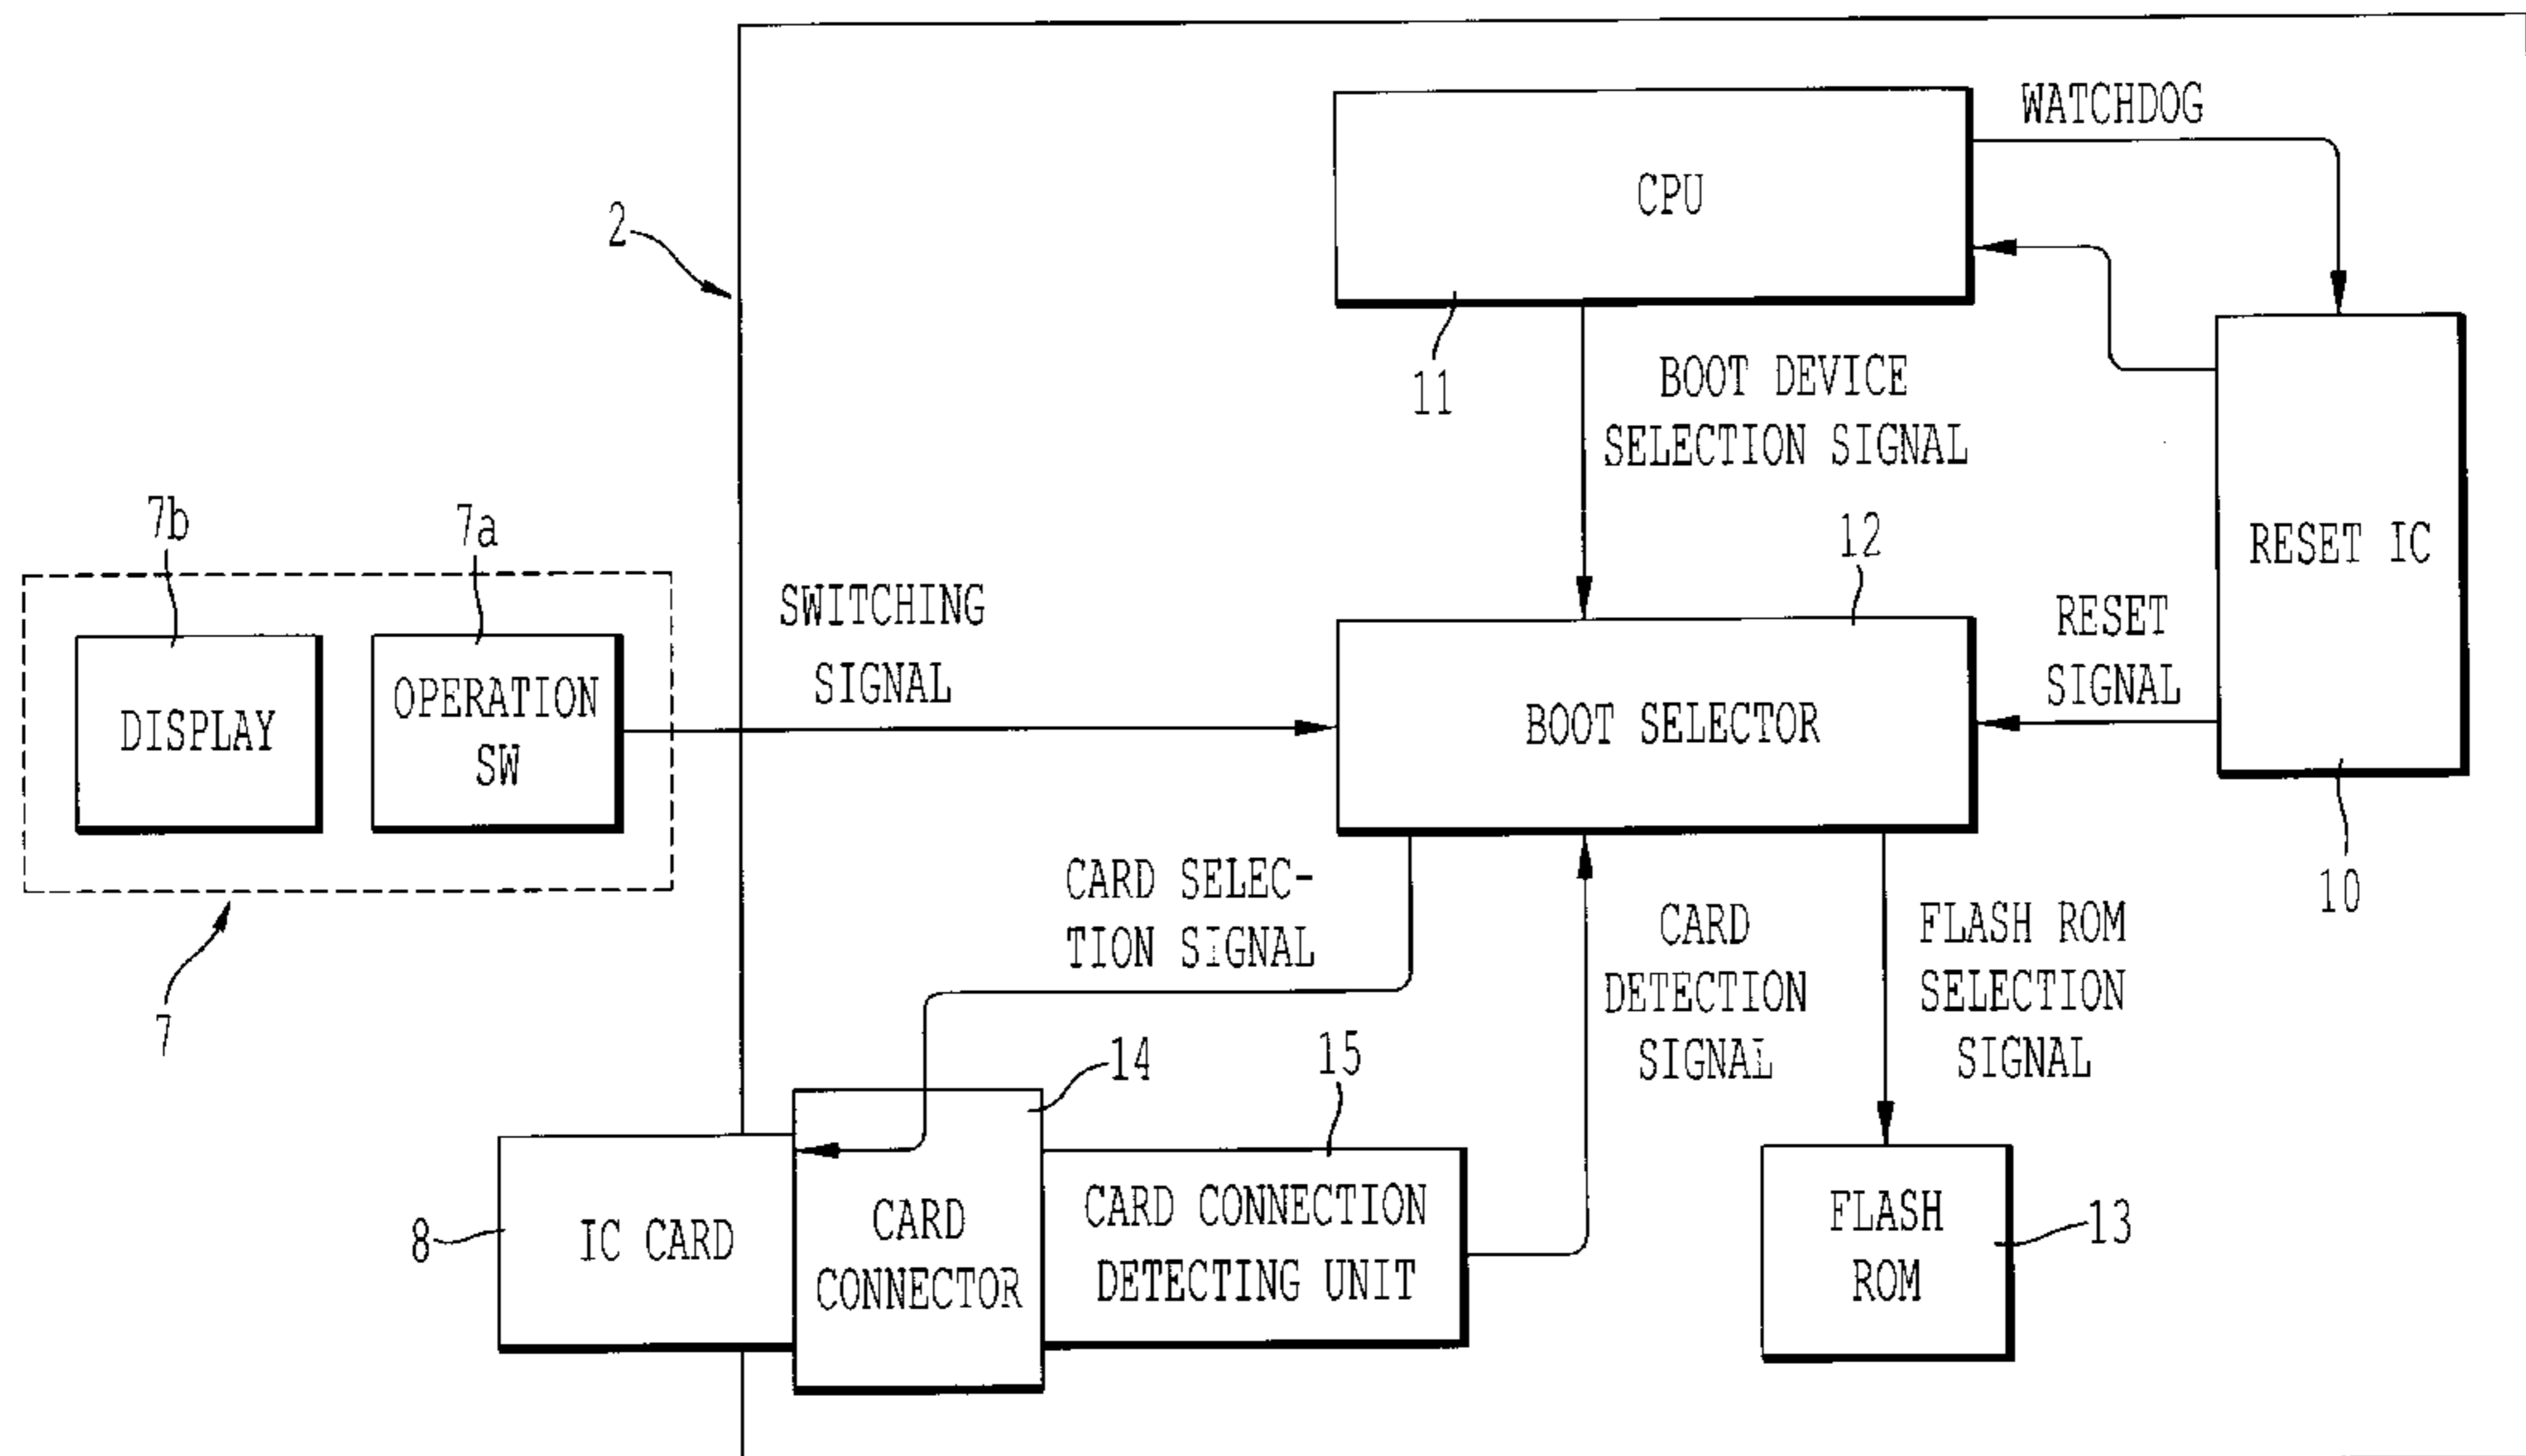 WATCHDOG
CPU
2
11
BOOT DEVICE
SELECTION SIGNAL
RESET IC
10
7b
7a
DISPLAY
OPERATION
SW
7
SWITCHING
SIGNAL
12
BOOT SELECTOR
RESET
SIGNAL
CARD SELEC-
TION SIGNAL
CARD
DETECTION
SIGNAL
FLASH ROM
SELECTION
SIGNAL
14
15
8
IC CARD
CARD
CONNECTOR
CARD CONNECTION
DETECTING UNIT
FLASH
ROM
13